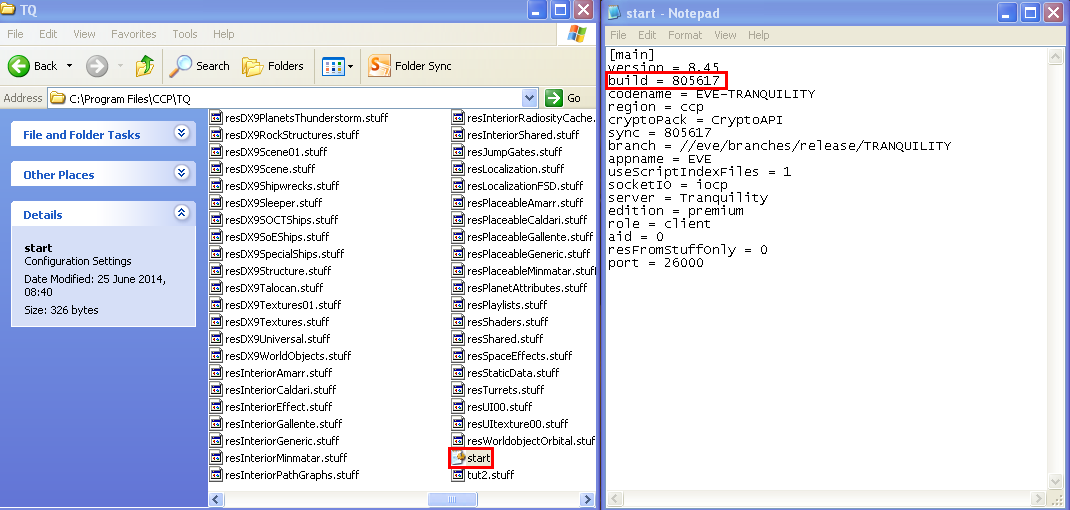 TQ
File Edit View Favorites Tools Help
Back Search Folders Folder Sync
Address C:\Program Files\CCP\TQ Go
File and Folder Tasks
Other Places
Details
start
Configuration Settings
Date Modified: 25 June 2014,
08:40
Size: 326 bytes
resDX9PlanetsThunderstorm.stuff
resDX9RockStructures.stuff
resDX9Scene01.stuff
resDX9Scene.stuff
resDX9Shipwrecks.stuff
resDX9Sleeper.stuff
resDX9SOCTShips.stuff
resDX9SoEShips.stuff
resDX9SpecialShips.stuff
resDX9Structure.stuff
resDX9Talocan.stuff
resDX9Textures01.stuff
resDX9Textures.stuff
resDX9Universal.stuff
resDX9WorldObjects.stuff
resInteriorAmarr.stuff
resInteriorCaldari.stuff
resInteriorEffect.stuff
resInteriorGallente.stuff
resInteriorGeneric.stuff
resInteriorMinmatar.stuff
resInteriorPathGraphs.stuff
resInteriorRadiosityCache.
resInteriorShared.stuff
resJumpGates.stuff
resLocalization.stuff
resLocalizationFSD.stuff
resPlaceableAmarr.stuff
resPlaceableCaldari.stuff
resPlaceableGallente.stuff
resPlaceableGeneric.stuff
resPlaceableMinmatar.stuff
resPlanetAttributes.stuff
resPlaylists.stuff
resShaders.stuff
resShared.stuff
resSpaceEffects.stuff
resStaticData.stuff
resTurrets.stuff
resUI00.stuff
resUItexture00.stuff
resWorldobjectOrbital.stuff
start
tut2.stuff
start - Notepad
File Edit Format View Help
[main]
version = 8.45
build = 805617
codename = EVE-TRANQUILITY
region = ccp
cryptoPack = CryptoAPI
sync = 805617
branch = //eve/branches/release/TRANQUILITY
appname = EVE
useScriptIndexFiles = 1
socketIO = iocp
server = Tranquility
edition = premium
role = client
aid = 0
resFromStuffOnly = 0
port = 26000